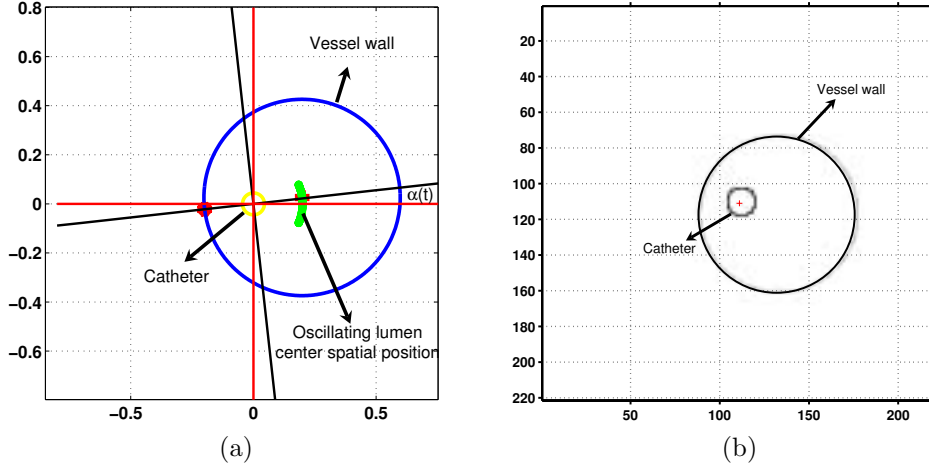 0.8
0.6
0.4
0.2
0
−0.2
−0.4
−0.6
−0.5
0
0.5
Vessel wall
α(t)
Catheter
Oscillating lumen
center spatial position
(a)
20
40
60
80
100
120
140
160
180
200
220
50
100
150
200
Vessel wall
Catheter
(b)